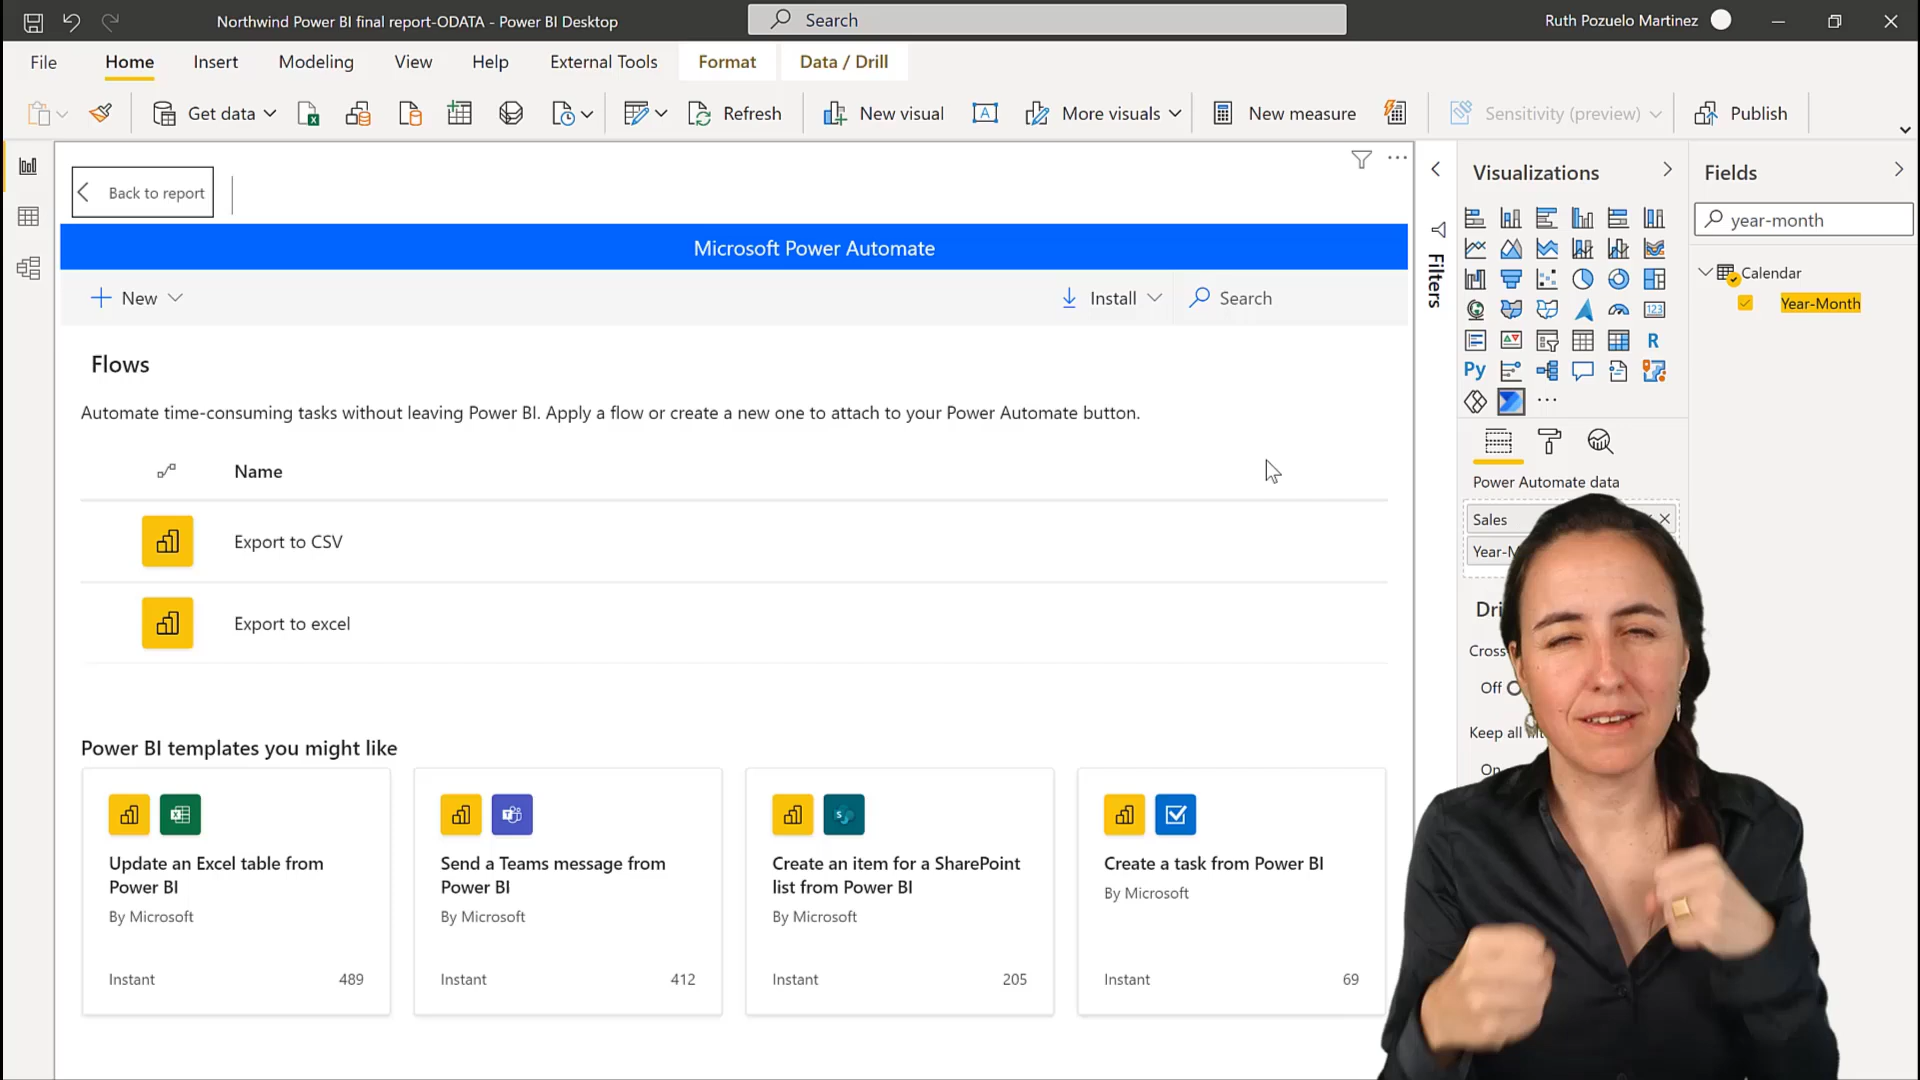 Northwind Power BI final report-ODATA - Power BI Desktop
Search
Ruth Pozuelo Martinez
File Home Insert Modeling View Help External Tools Format Data / Drill
Get data Refresh New visual More visuals New measure Sensitivity (preview) Publish
Back to report
Microsoft Power Automate
New Install Search
Flows
Automate time-consuming tasks without leaving Power BI. Apply a flow or create a new one to attach to your Power Automate button.
Name
Export to CSV
Export to excel
Power BI templates you might like
Update an Excel table from
Power BI
By Microsoft
Instant 489
Send a Teams message from
Power BI
By Microsoft
Instant 412
Create an item for a SharePoint
list from Power BI
By Microsoft
Instant 205
Create a task from Power BI
By Microsoft
Instant 69
Filters
Visualizations
123
R
Py
Power Automate data
Sales
Year-M
Dri
Cross-
Off
Keep all
On
Fields
year-month
Calendar
Year-Month